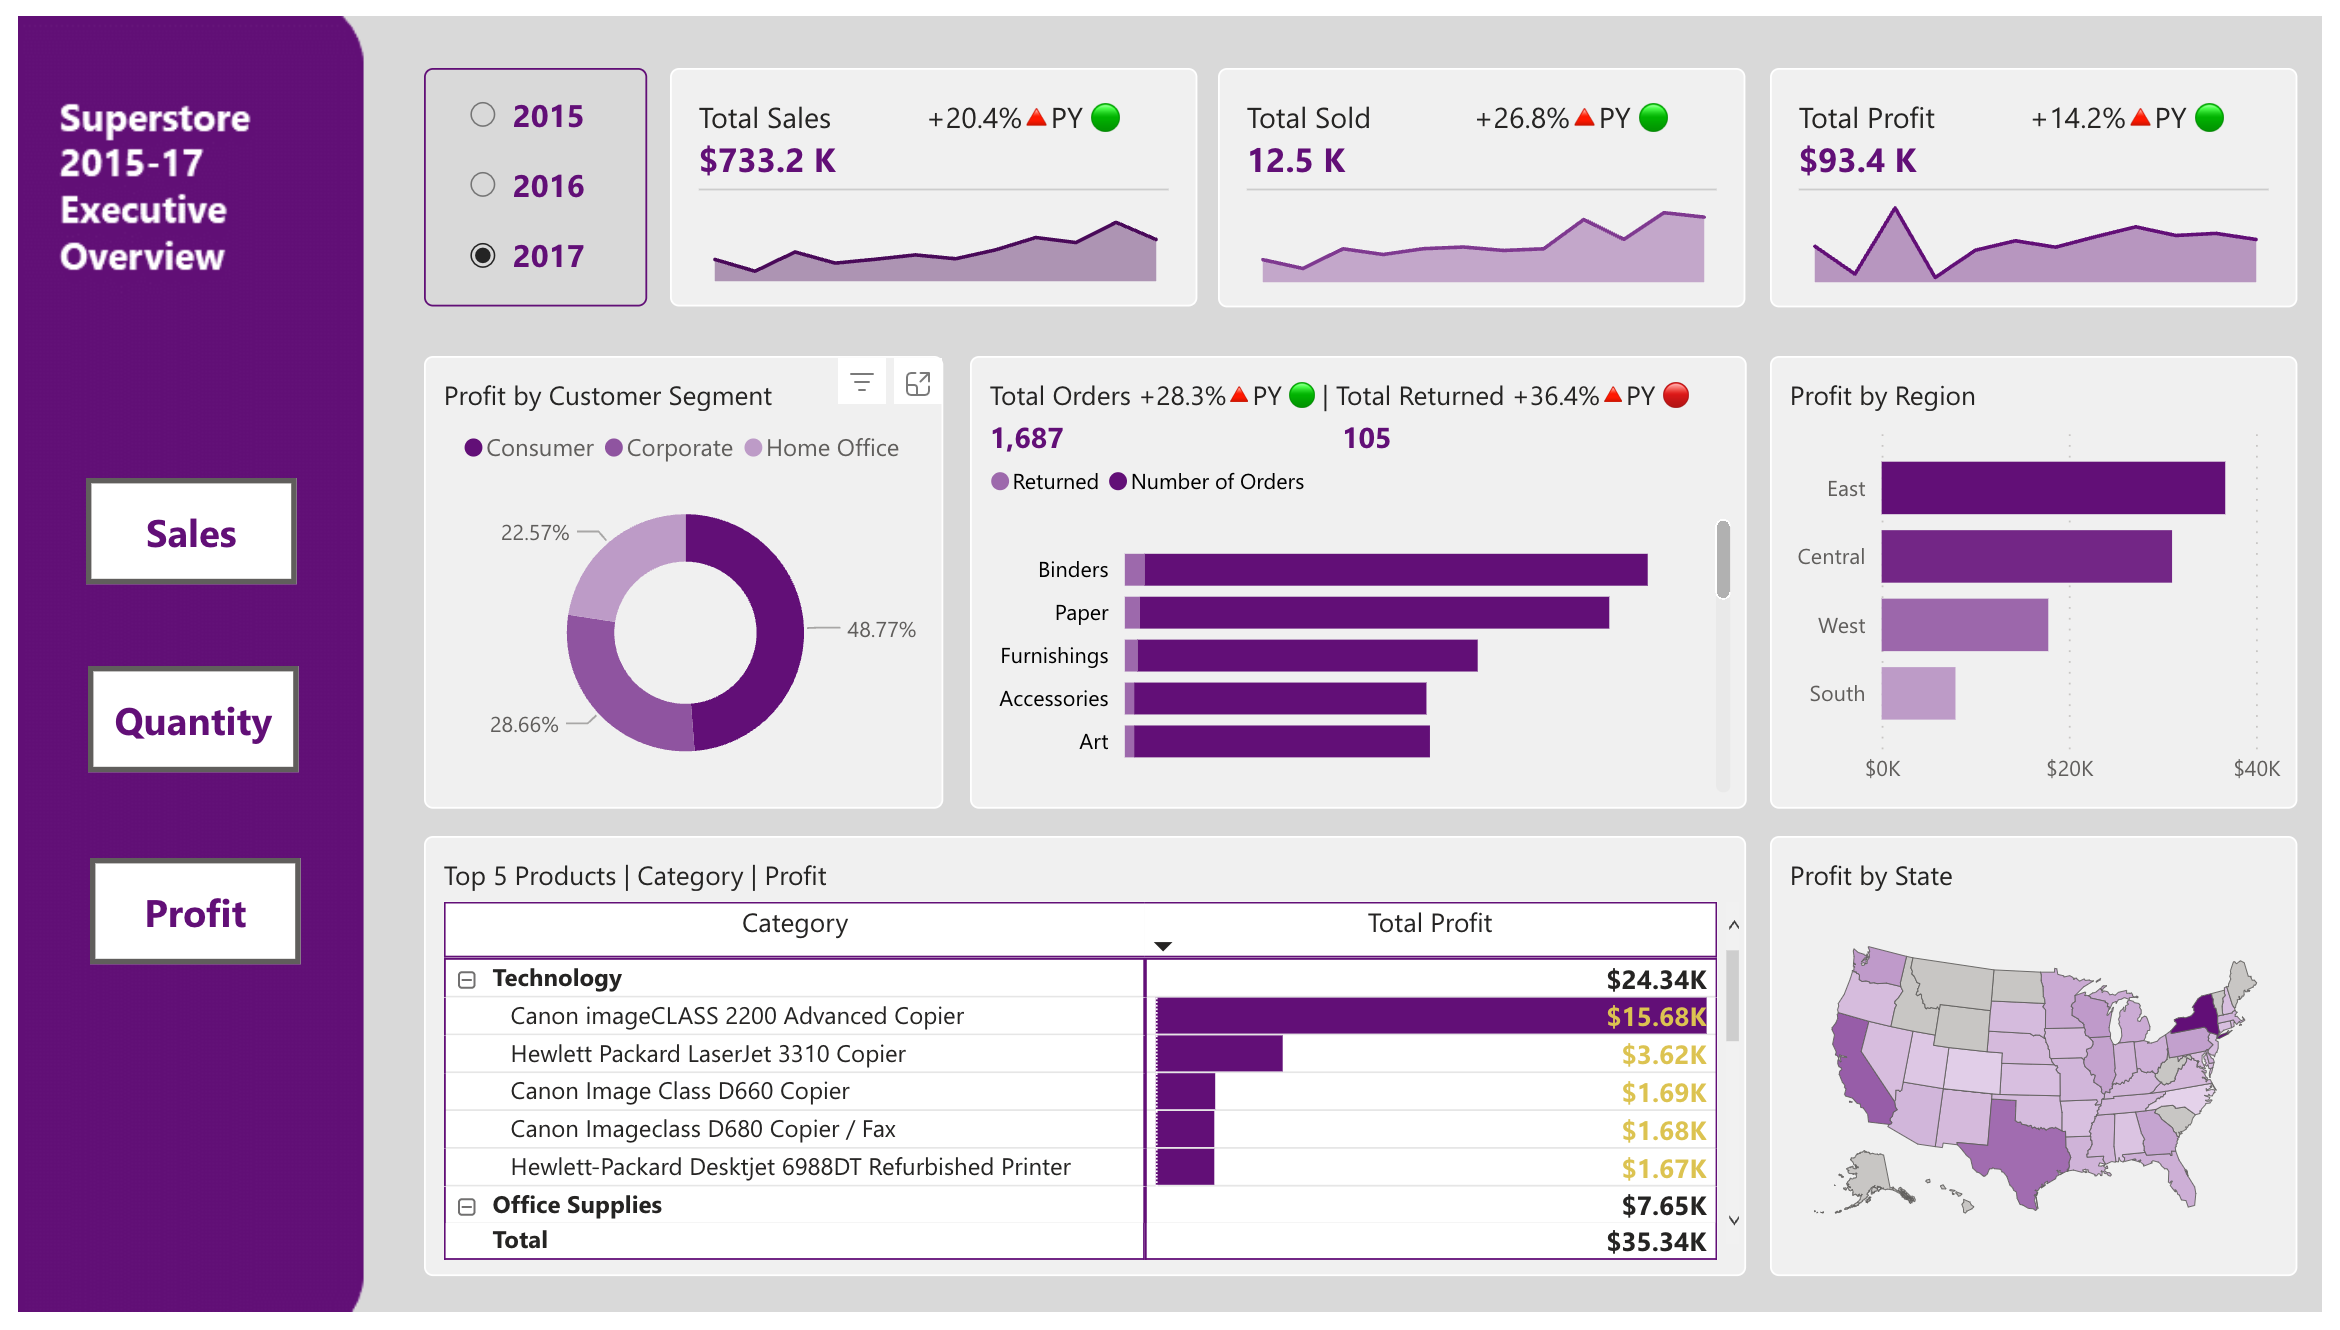 Superstore
2015-17
Executive
Overview
Sales
Quantity
Profit
2015
2016
2017
Total Sales +20.4%🔺PY 🟢
$733.2 K
Total Sold +26.8%🔺PY 🟢
12.5 K
Total Profit +14.2%🔺PY 🟢
$93.4 K
Profit by Customer Segment
Consumer Corporate Home Office
22.57%
48.77%
28.66%
Total Orders +28.3%🔺PY 🟢 | Total Returned +36.4%🔺PY 🔴
1,687 105
Returned Number of Orders
Binders
Paper
Furnishings
Accessories
Art
Profit by Region
East
Central
West
South
$0K $20K $40K
Top 5 Products | Category | Profit
Category Total Profit
Technology $24.34K
Canon imageCLASS 2200 Advanced Copier $15.68K
Hewlett Packard LaserJet 3310 Copier $3.62K
Canon Image Class D660 Copier $1.69K
Canon Imageclass D680 Copier / Fax $1.68K
Hewlett-Packard Desktjet 6988DT Refurbished Printer $1.67K
Office Supplies $7.65K
Total $35.34K
Profit by State